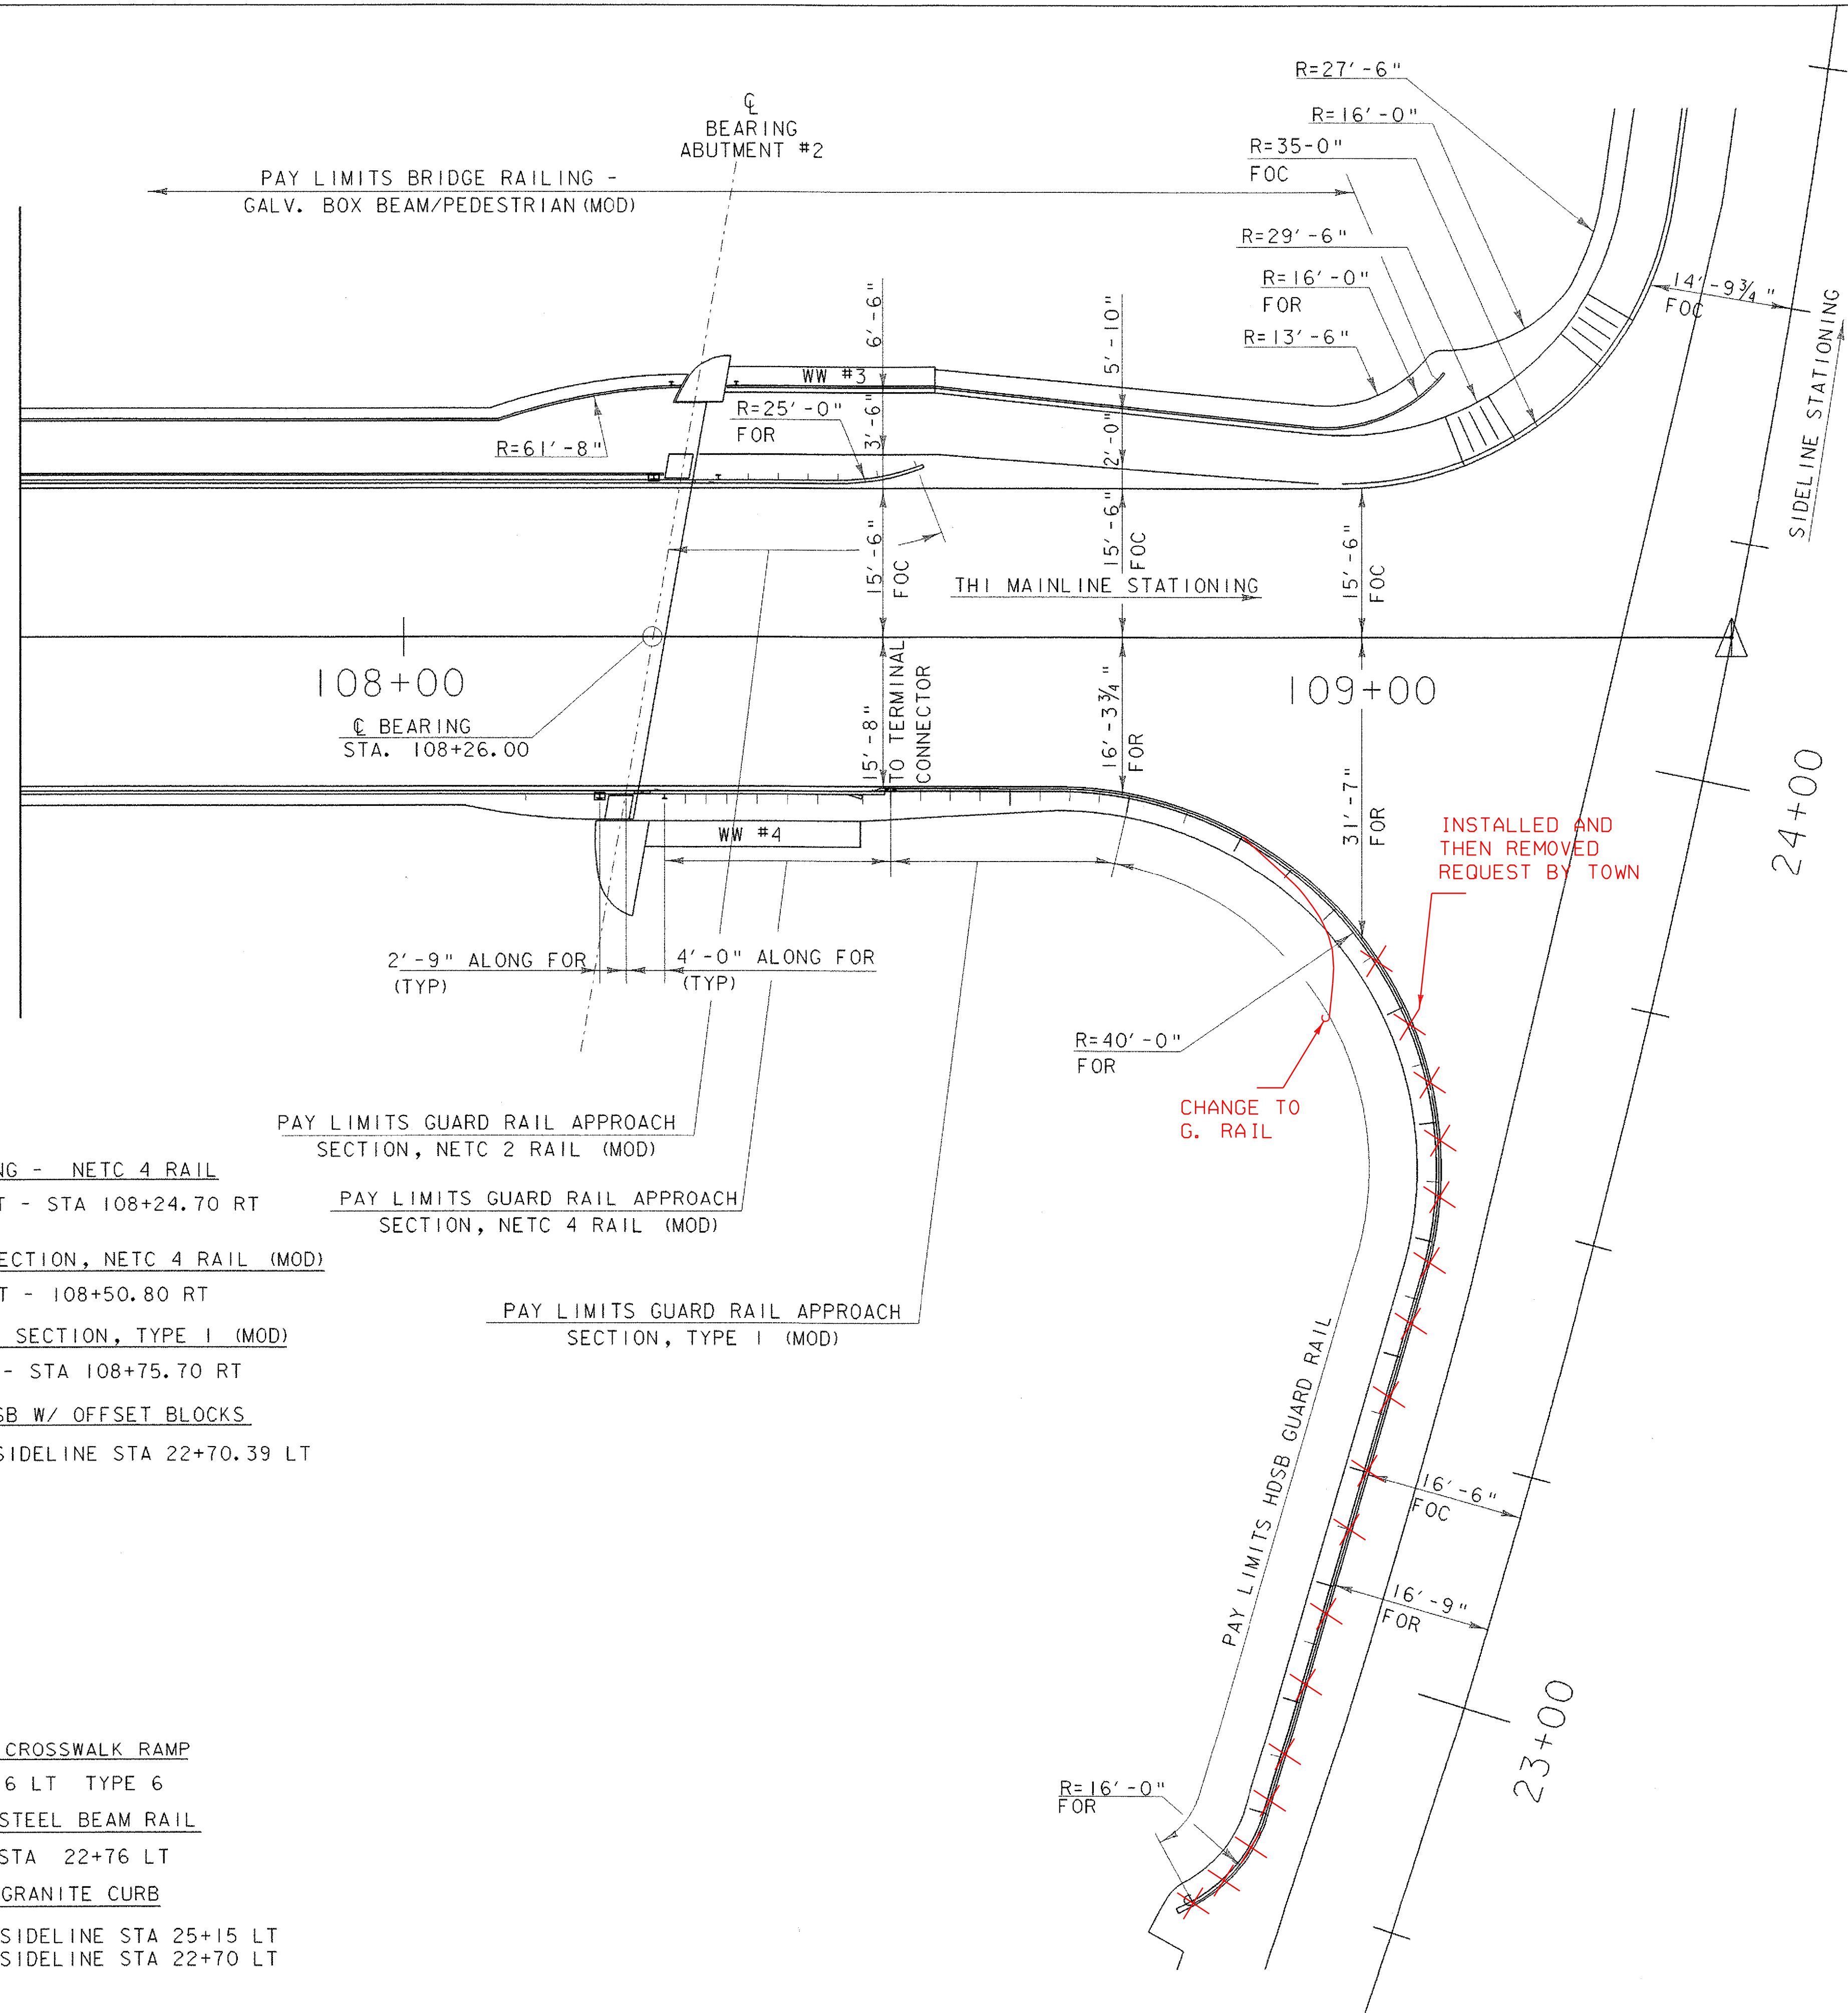 R=27'-6"
R=16'-0"
R=35-0"
FOC
R=29'-6"
R=16'-0"
FOR
R=13'-6"
℄
BEARING
ABUTMENT #2
PAY LIMITS BRIDGE RAILING -
GALV. BOX BEAM/PEDESTRIAN (MOD)
14'-9¾"
FOC
SIDELINE STATIONING
6'-6"
5'-10"
WW #3
R=25'-0"
FOR
3'-6"
2'-0"
R=61'-8"
15'-6"
FOC
15'-6"
FOC
15'-6"
FOC
TH1 MAINLINE STATIONING
108+00
109+00
℄ BEARING
STA. 108+26.00
15'-8"
TO TERMINAL
CONNECTOR
16'-3¾"
FOR
31'-7"
FOR
24+00
WW #4
INSTALLED AND
THEN REMOVED
REQUEST BY TOWN
2'-9" ALONG FOR
(TYP)
4'-0" ALONG FOR
(TYP)
R=40'-0"
FOR
CHANGE TO
G. RAIL
PAY LIMITS GUARD RAIL APPROACH
SECTION, NETC 2 RAIL (MOD)
PAY LIMITS GUARD RAIL APPROACH
SECTION, NETC 4 RAIL (MOD)
PAY LIMITS GUARD RAIL APPROACH
SECTION, TYPE 1 (MOD)
NG - NETC 4 RAIL
T - STA 108+24.70 RT
ECTION, NETC 4 RAIL (MOD)
T - 108+50.80 RT
SECTION, TYPE 1 (MOD)
- STA 108+75.70 RT
SB W/ OFFSET BLOCKS
SIDELINE STA 22+70.39 LT
PAY LIMITS HDSB GUARD RAIL
16'-6"
FOC
16'-9"
FOR
23+00
R=16'-0"
FOR
CROSSWALK RAMP
6 LT TYPE 6
STEEL BEAM RAIL
STA 22+76 LT
GRANITE CURB
SIDELINE STA 25+15 LT
SIDELINE STA 22+70 LT